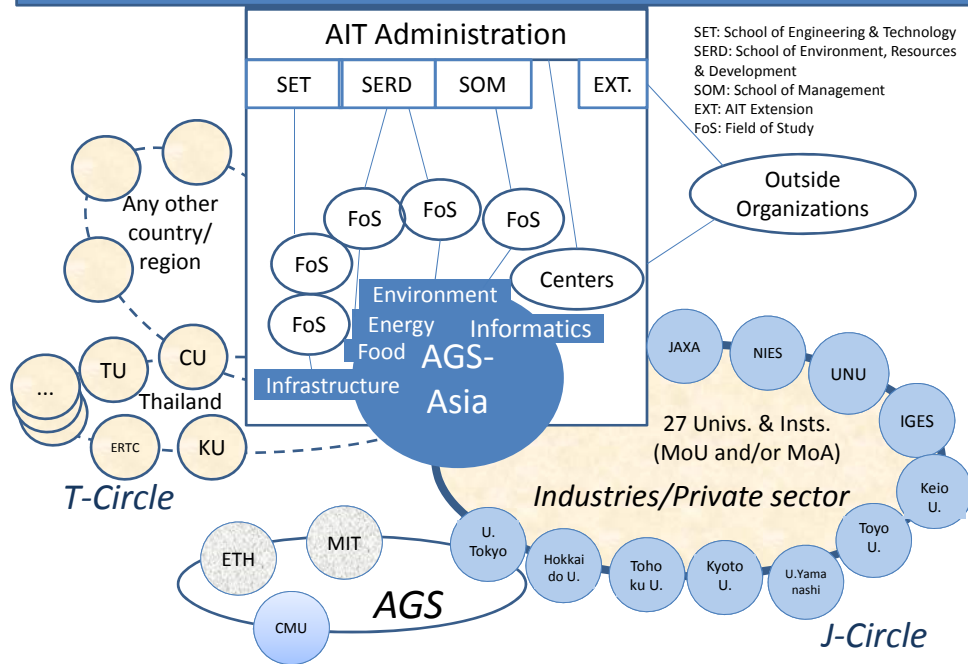 AIT Administration
SET
SERD
SOM
EXT.
SET: School of Engineering & Technology
SERD: School of Environment, Resources
& Development
SOM: School of Management
EXT: AIT Extension
FoS: Field of Study
Outside
Organizations
Any other
country/
region
FoS
FoS
FoS
FoS
FoS
Centers
Environment
Energy
Informatics
Food
Infrastructure
AGS-
Asia
...
TU
CU
Thailand
ERTC
KU
T-Circle
JAXA
NIES
UNU
IGES
Keio
U.
Toyo
U.
U.Yama
nashi
Kyoto
U.
Toho
ku U.
Hokkai
do U.
U.
Tokyo
27 Univs. & Insts.
(MoU and/or MoA)
Industries/Private sector
ETH
MIT
CMU
AGS
J-Circle